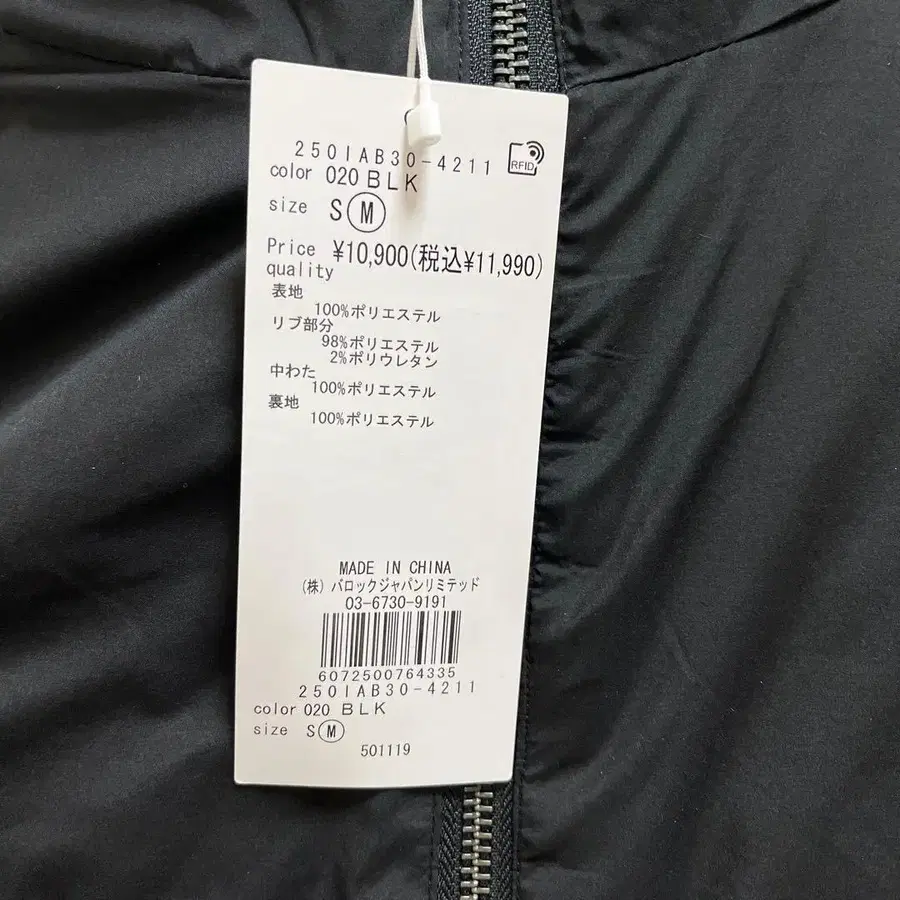 250IAB30-4211
RFID
color 020 BLK
size S M
Price ¥10,900(税込¥11,990)
quality
表地
100%ポリエステル
リブ部分
98%ポリエステル
2%ポリウレタン
中わた
100%ポリエステル
裏地
100%ポリエステル
MADE IN CHINA
(株) バロックジャパンリミテッド
03-6730-9191
6072500764335
250IAB30-4211
color 020 BLK
size S M
501119